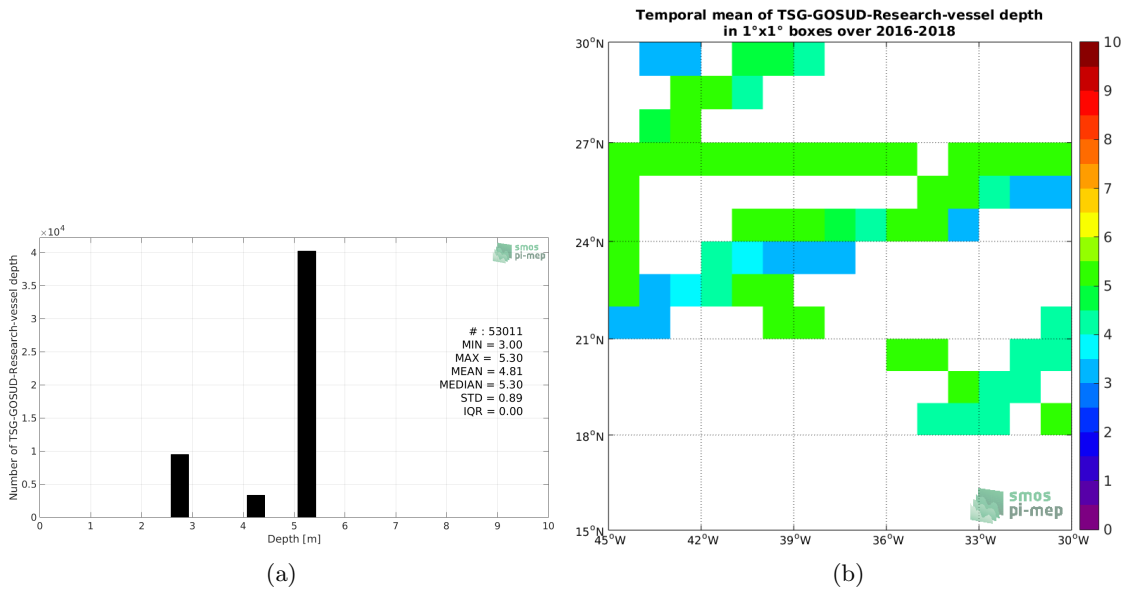 ×10⁴
4
3.5
3
2.5
2
1.5
1
0.5
0
Number of TSG-GOSUD-Research-vessel depth
smos
pi-mep
# : 53011
MIN = 3.00
MAX = 5.30
MEAN = 4.81
MEDIAN = 5.30
STD = 0.89
IQR = 0.00
0 1 2 3 4 5 6 7 8 9 10
Depth [m]
(a)
Temporal mean of TSG-GOSUD-Research-vessel depth
in 1°x1° boxes over 2016-2018
30°N
27°N
24°N
21°N
18°N
15°N
45°W 42°W 39°W 36°W 33°W 30°W
smos
pi-mep
10
9
8
7
6
5
4
3
2
1
0
(b)